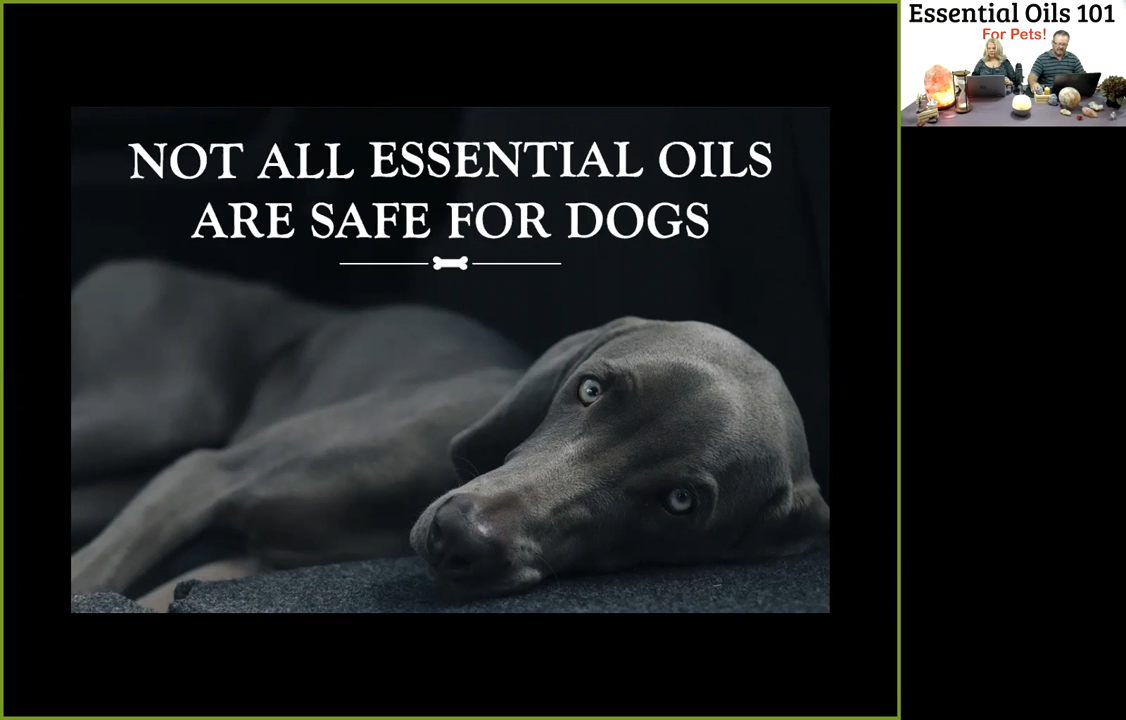 NOT ALL ESSENTIAL OILS
ARE SAFE FOR DOGS
Essential Oils 101
For Pets!